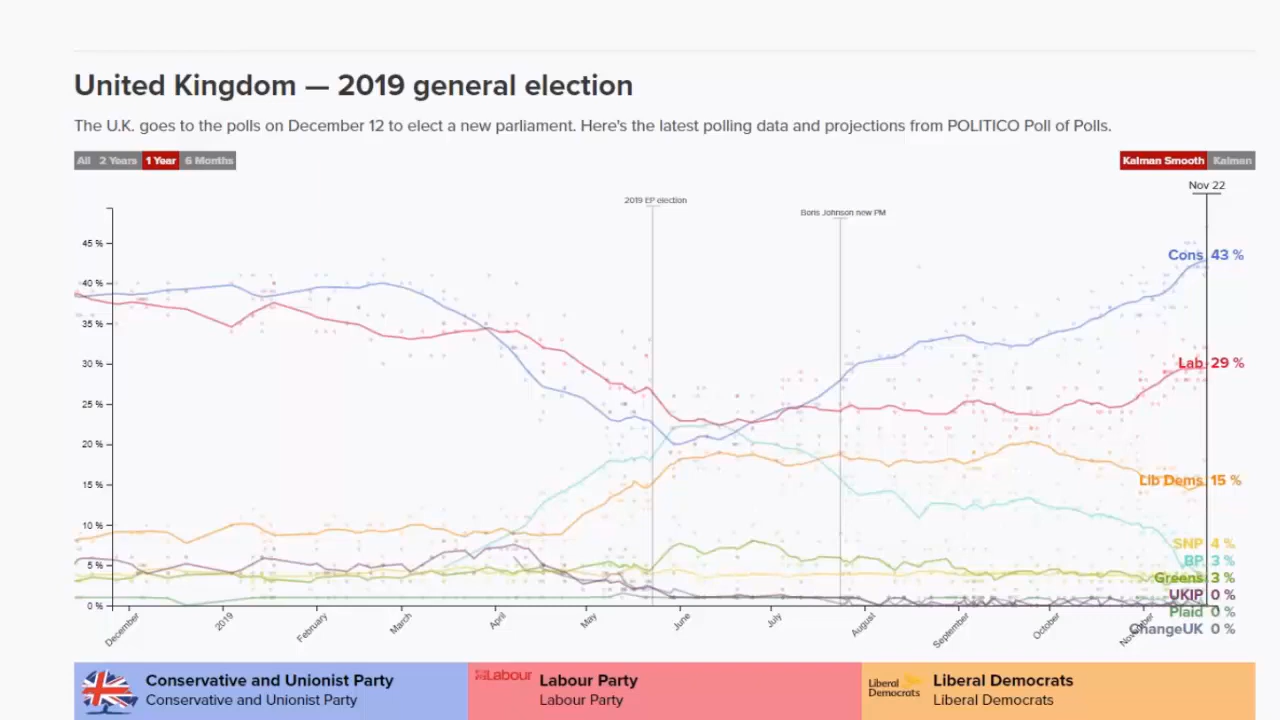 United Kingdom — 2019 general election
The U.K. goes to the polls on December 12 to elect a new parliament. Here's the latest polling data and projections from POLITICO Poll of Polls.
All 2 Years 1 Year 6 Months
Kalman Smooth Kalman
Nov 22
2019 EP election
Boris Johnson new PM
45 %
40 %
35 %
30 %
25 %
20 %
15 %
10 %
5 %
0 %
Cons 43 %
Lab 29 %
Lib Dems 15 %
SNP 4 %
BP 3 %
Greens 3 %
UKIP 0 %
Plaid 0 %
ChangeUK 0 %
December
2019
February
March
April
May
June
July
August
September
October
November
Labour
Liberal
Democrats
Conservative and Unionist Party
Conservative and Unionist Party
Labour Party
Labour Party
Liberal Democrats
Liberal Democrats